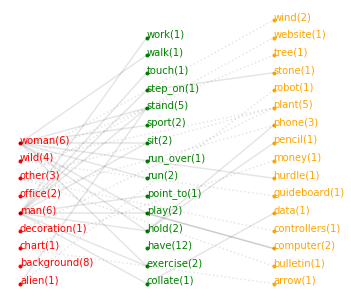 woman(6)
wild(4)
other(3)
office(2)
man(6)
decoration(1)
chart(1)
background(8)
alien(1)
work(1)
walk(1)
touch(1)
step_on(1)
stand(5)
sport(2)
sit(2)
run_over(1)
run(2)
point_to(1)
play(2)
hold(2)
have(12)
exercise(2)
collate(1)
wind(2)
website(1)
tree(1)
stone(1)
robot(1)
plant(5)
phone(3)
pencil(1)
money(1)
hurdle(1)
guideboard(1)
data(1)
controllers(1)
computer(2)
bulletin(1)
arrow(1)